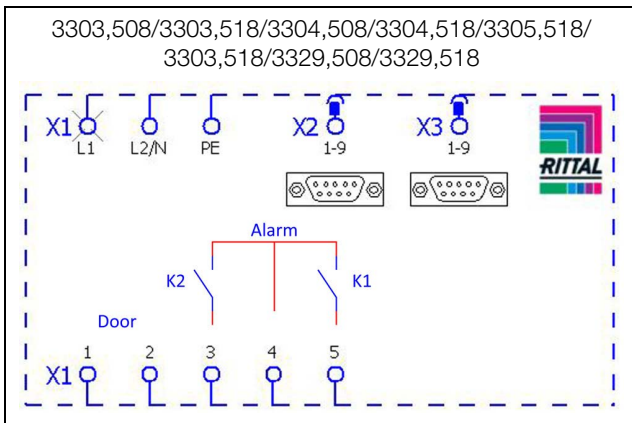 3303,508/3303,518/3304,508/3304,518/3305,518/
3303,518/3329,508/3329,518
X1 X2 X3
L1 L2/N PE 1-9 1-9
RITTAL
Alarm
K2 K1
Door
1 2 3 4 5
X1